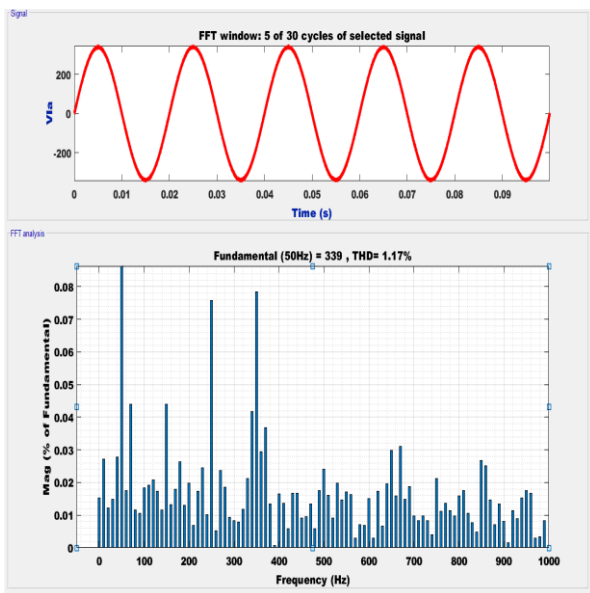 Signal
FFT window: 5 of 30 cycles of selected signal
200
0
-200
VIa
0 0.01 0.02 0.03 0.04 0.05 0.06 0.07 0.08 0.09
Time (s)
FFT analysis
Fundamental (50Hz) = 339 , THD= 1.17%
0.08
0.07
0.06
0.05
0.04
0.03
0.02
0.01
0
Mag (% of Fundamental)
0 100 200 300 400 500 600 700 800 900 1000
Frequency (Hz)